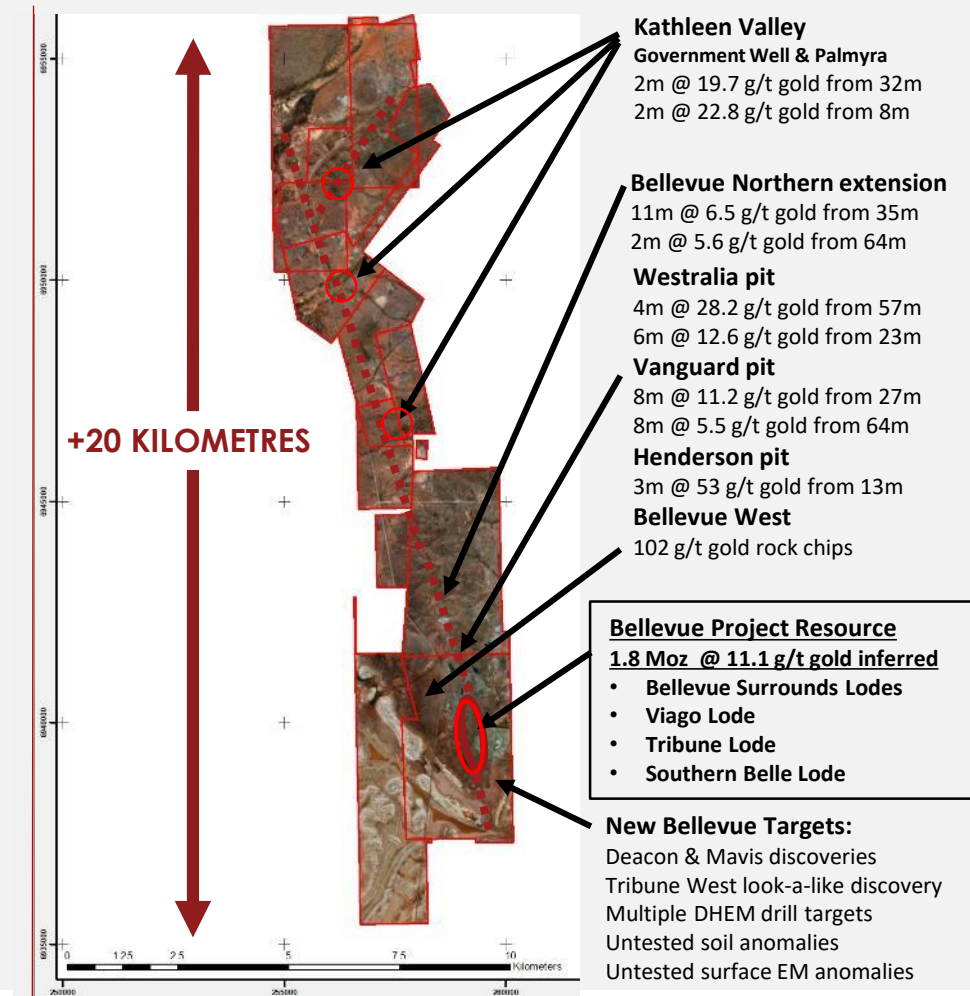 Kathleen Valley
Government Well & Palmyra
2m @ 19.7 g/t gold from 32m
2m @ 22.8 g/t gold from 8m
Bellevue Northern extension
11m @ 6.5 g/t gold from 35m
2m @ 5.6 g/t gold from 64m
Westralia pit
4m @ 28.2 g/t gold from 57m
6m @ 12.6 g/t gold from 23m
Vanguard pit
8m @ 11.2 g/t gold from 27m
8m @ 5.5 g/t gold from 64m
Henderson pit
3m @ 53 g/t gold from 13m
Bellevue West
102 g/t gold rock chips
Bellevue Project Resource
1.8 Moz @ 11.1 g/t gold inferred
• Bellevue Surrounds Lodes
• Viago Lode
• Tribune Lode
• Southern Belle Lode
New Bellevue Targets:
Deacon & Mavis discoveries
Tribune West look-a-like discovery
Multiple DHEM drill targets
Untested soil anomalies
Untested surface EM anomalies
+20 KILOMETRES
0 1.25 2.5 5 7.5 10
Kilometers
250000 255000 260000